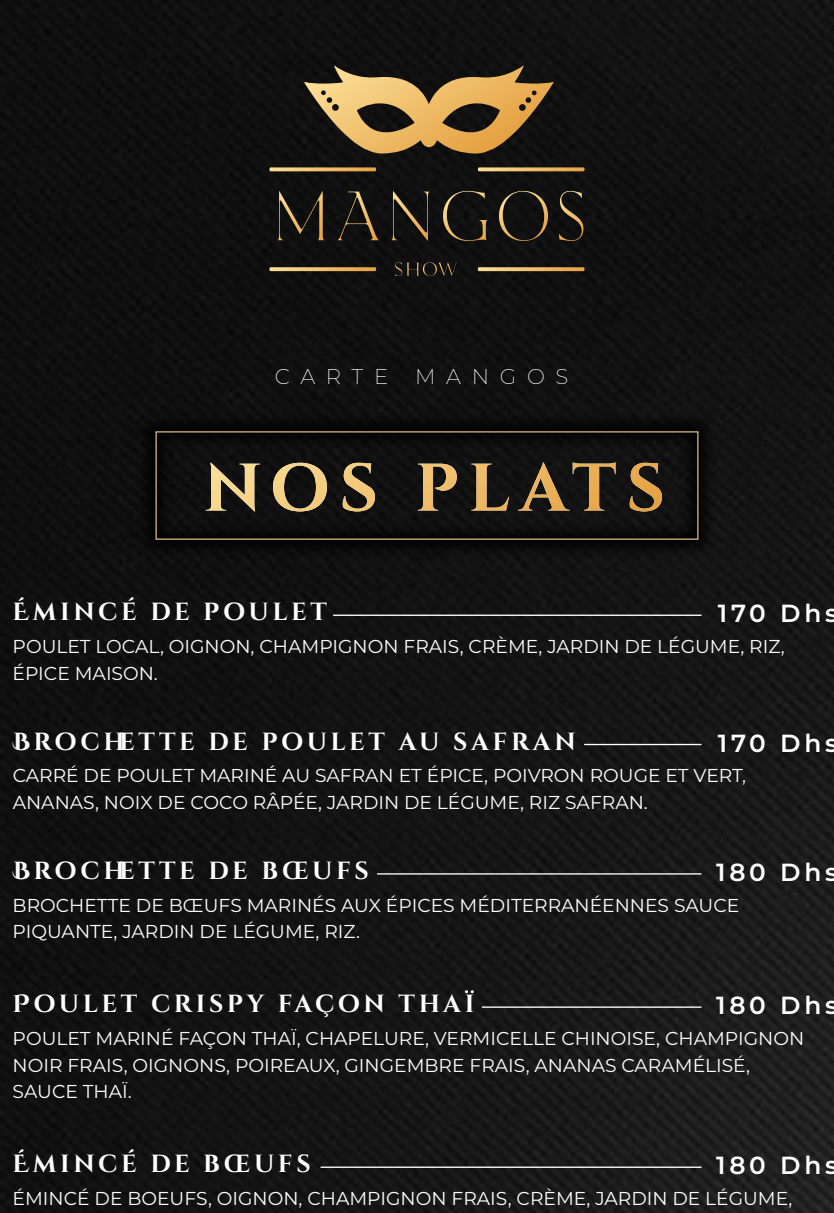 MANGOS
SHOW
CARTE MANGOS
NOS PLATS
ÉMINCÉ DE POULET 170 Dhs
POULET LOCAL, OIGNON, CHAMPIGNON FRAIS, CRÈME, JARDIN DE LÉGUME, RIZ,
ÉPICE MAISON.
BROCHETTE DE POULET AU SAFRAN 170 Dhs
CARRÉ DE POULET MARINÉ AU SAFRAN ET ÉPICE, POIVRON ROUGE ET VERT,
ANANAS, NOIX DE COCO RÂPÉE, JARDIN DE LÉGUME, RIZ SAFRAN.
BROCHETTE DE BŒUFS 180 Dhs
BROCHETTE DE BŒUFS MARINÉS AUX ÉPICES MÉDITERRANÉENNES SAUCE
PIQUANTE, JARDIN DE LÉGUME, RIZ.
POULET CRISPY FAÇON THAÏ 180 Dhs
POULET MARINÉ FAÇON THAÏ, CHAPELURE, VERMICELLE CHINOISE, CHAMPIGNON
NOIR FRAIS, OIGNONS, POIREAUX, GINGEMBRE FRAIS, ANANAS CARAMÉLISÉ,
SAUCE THAÏ.
ÉMINCÉ DE BŒUFS 180 Dhs
ÉMINCÉ DE BOEUFS, OIGNON, CHAMPIGNON FRAIS, CRÈME, JARDIN DE LÉGUME,